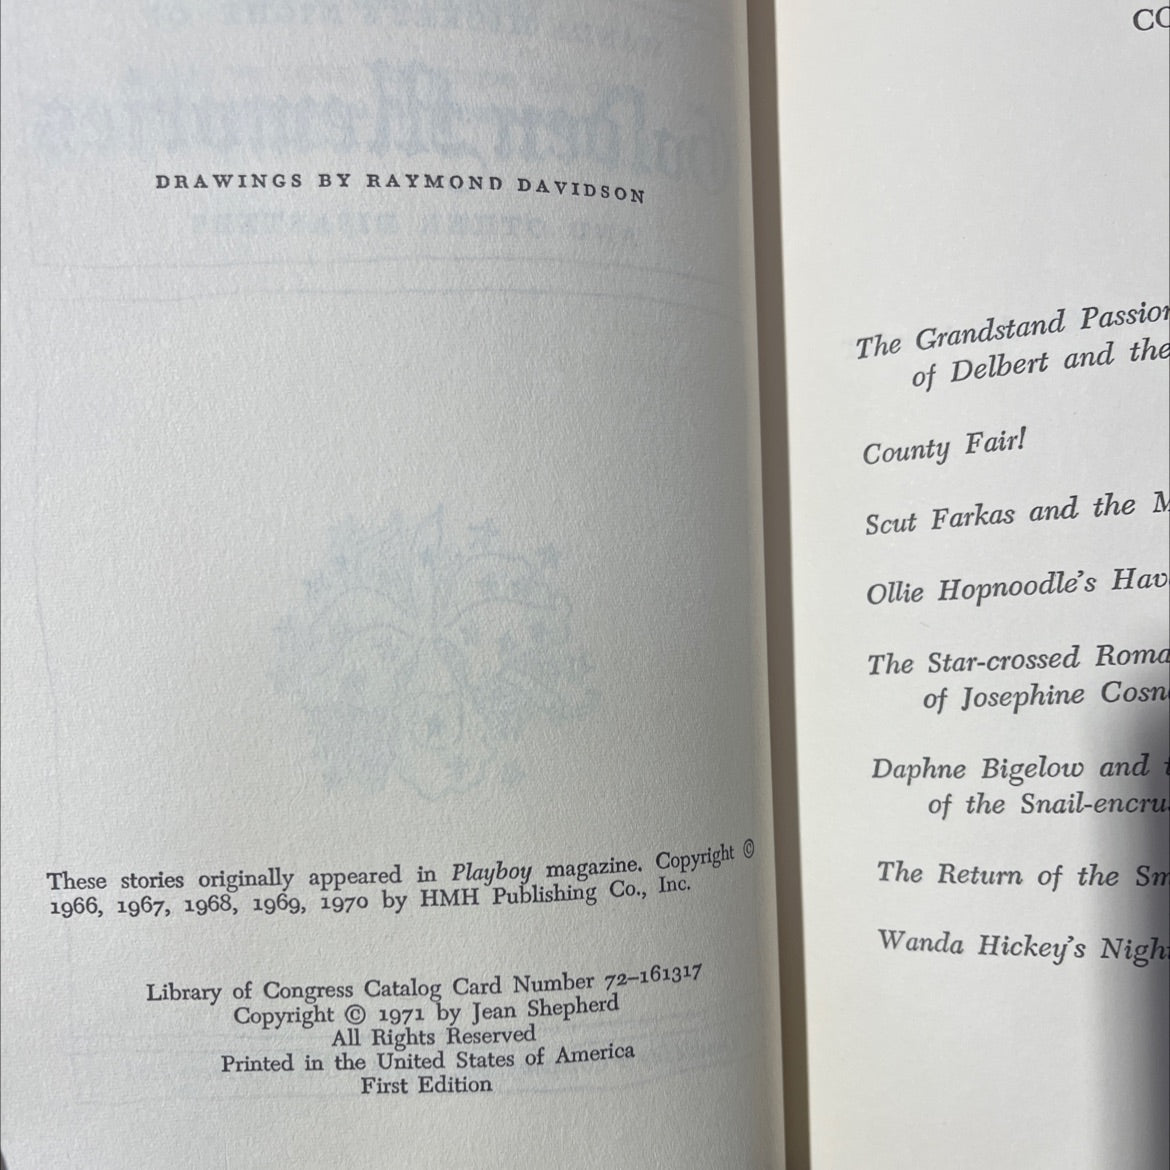 DRAWINGS BY RAYMOND DAVIDSON
These stories originally appeared in Playboy magazine. Copyright ©
1966, 1967, 1968, 1969, 1970 by HMH Publishing Co., Inc.
Library of Congress Catalog Card Number 72–161317
Copyright © 1971 by Jean Shepherd
All Rights Reserved
Printed in the United States of America
First Edition
CO
The Grandstand Passion
of Delbert and the
County Fair!
Scut Farkas and the M
Ollie Hopnoodle's Hav
The Star-crossed Roma
of Josephine Cosn
Daphne Bigelow and t
of the Snail-encru
The Return of the Sm
Wanda Hickey's Night